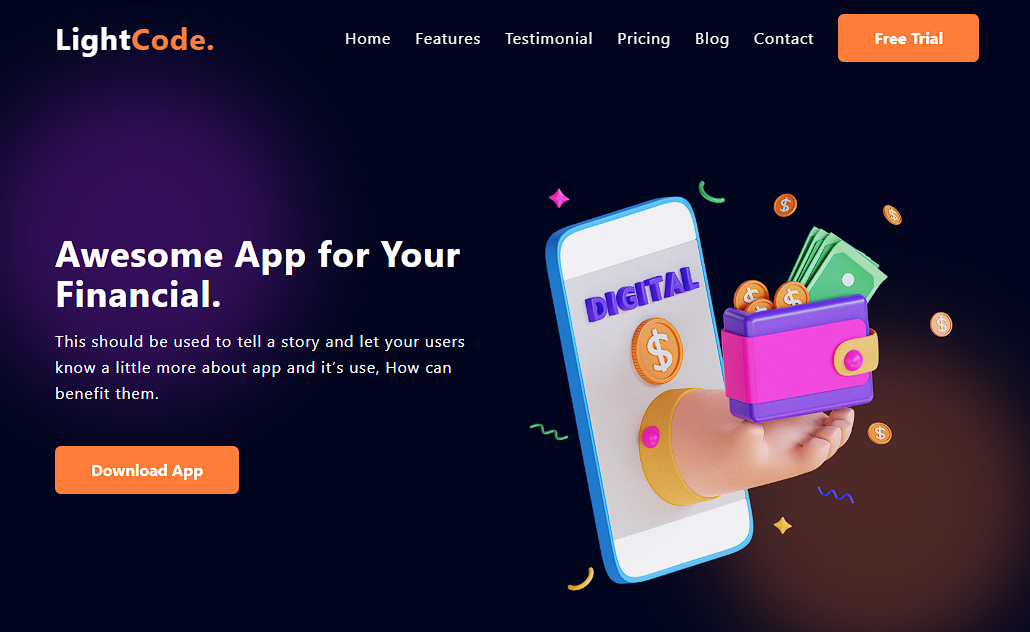 LightCode.
Home Features Testimonial Pricing Blog Contact Free Trial
Awesome App for Your
Financial.
This should be used to tell a story and let your users
know a little more about app and it’s use, How can
benefit them.
Download App
DIGITAL
$
$
$
$
$
$
$